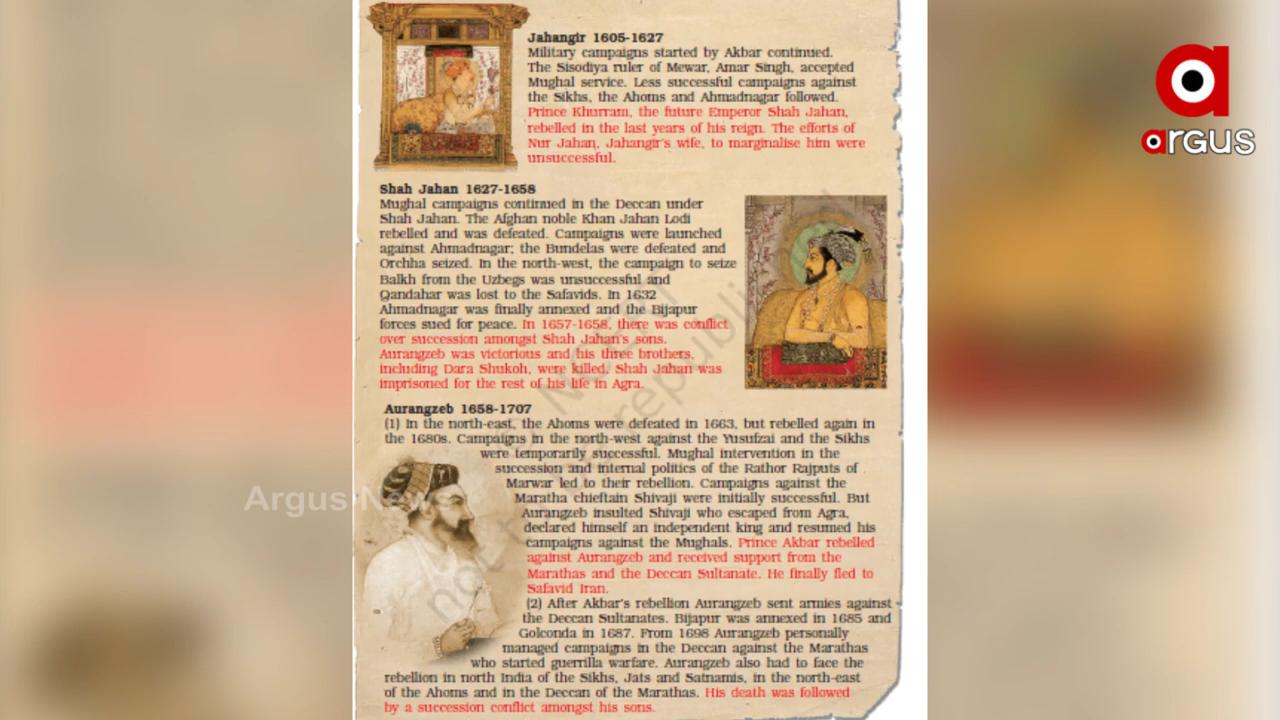 Jahangir 1605-1627
Military campaigns started by Akbar continued.
The Sisodiya ruler of Mewar, Amar Singh, accepted
Mughal service. Less successful campaigns against
the Sikhs, the Ahoms and Ahmadnagar followed.
Prince Khurram, the future Emperor Shah Jahan,
rebelled in the last years of his reign. The efforts of
Nur Jahan, Jahangir's wife, to marginalise him were
unsuccessful.
argus
Shah Jahan 1627-1658
Mughal campaigns continued in the Deccan under
Shah Jahan. The Afghan noble Khan Jahan Lodi
rebelled and was defeated. Campaigns were launched
against Ahmadnagar; the Bundelas were defeated and
Orchha seized. In the north-west, the campaign to seize
Balkh from the Uzbegs was unsuccessful and
Qandahar was lost to the Safavids. In 1632
Ahmadnagar was finally annexed and the Bijapur
forces sued for peace. In 1657-1658, there was conflict
over succession amongst Shah Jahan's sons.
Aurangzeb was victorious and his three brothers,
including Dara Shukoh, were killed. Shah Jahan was
imprisoned for the rest of his life in Agra.
Aurangzeb 1658-1707
(1) In the north-east, the Ahoms were defeated in 1663, but rebelled again in
the 1680s. Campaigns in the north-west against the Yusufzai and the Sikhs
were temporarily successful. Mughal intervention in the
succession and internal politics of the Rathor Rajputs of
Marwar led to their rebellion. Campaigns against the
Maratha chieftain Shivaji were initially successful. But
Aurangzeb insulted Shivaji who escaped from Agra,
declared himself an independent king and resumed his
campaigns against the Mughals. Prince Akbar rebelled
against Aurangzeb and received support from the
Marathas and the Deccan Sultanate. He finally fled to
Safavid Iran.
(2) After Akbar's rebellion Aurangzeb sent armies against
the Deccan Sultanates. Bijapur was annexed in 1685 and
Golconda in 1687. From 1698 Aurangzeb personally
managed campaigns in the Deccan against the Marathas
who started guerrilla warfare. Aurangzeb also had to face the
rebellion in north India of the Sikhs, Jats and Satnamis, in the north-east
of the Ahoms and in the Deccan of the Marathas. His death was followed
by a succession conflict amongst his sons.
Argus News